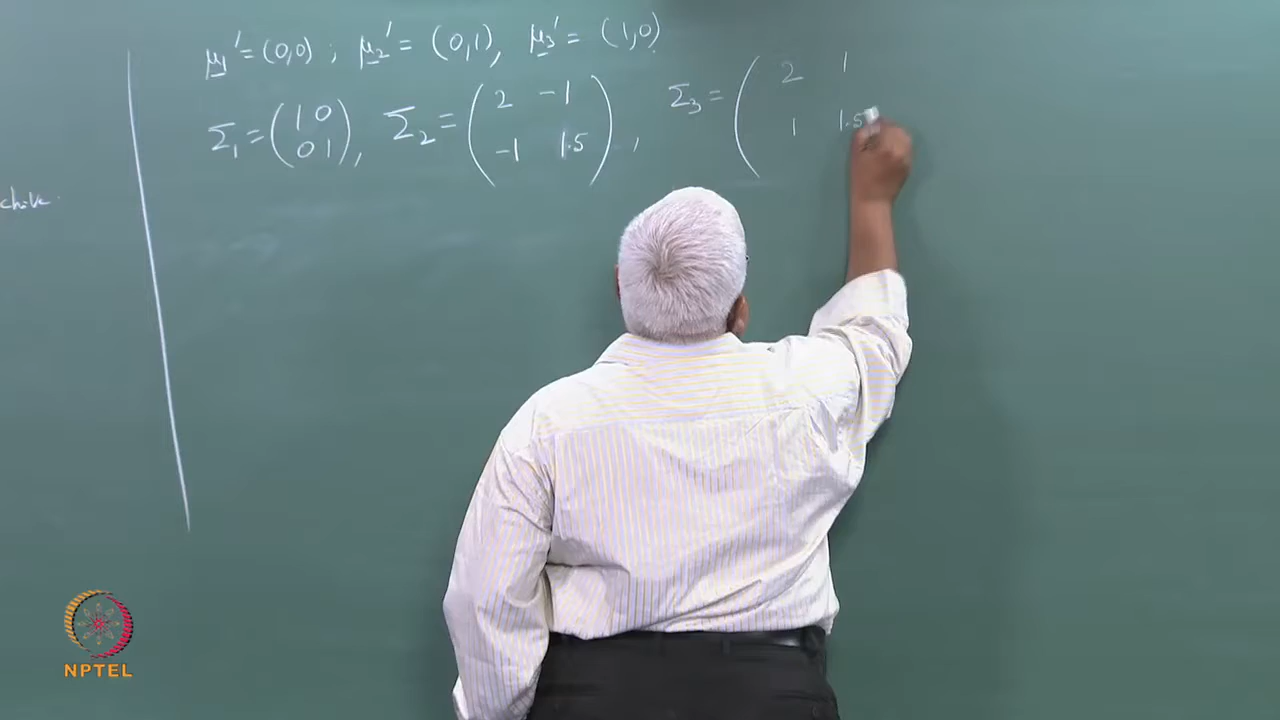 μ₁' = (0,0) ; μ₂' = (0,1), μ₃' = (1,0)
Σ₁ = (1 0
0 1), Σ₂ = (2 -1
-1 1.5), Σ₃ = (2 1
1 1.5
NPTEL